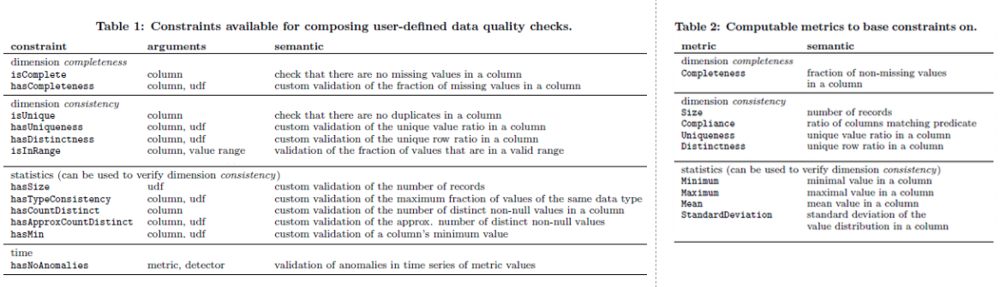 Table 1: Constraints available for composing user-defined data quality checks.
constraint arguments semantic
dimension completeness
isComplete column check that there are no missing values in a column
hasCompleteness column, udf custom validation of the fraction of missing values in a column
dimension consistency
isUnique column check that there are no duplicates in a column
hasUniqueness column, udf custom validation of the unique value ratio in a column
hasDistinctness column, udf custom validation of the unique row ratio in a column
isInRange column, value range validation of the fraction of values that are in a valid range
statistics (can be used to verify dimension consistency)
hasSize udf custom validation of the number of records
hasTypeConsistency column, udf custom validation of the maximum fraction of values of the same data type
hasCountDistinct column custom validation of the number of distinct non-null values in a column
hasApproxCountDistinct column, udf custom validation of the approx. number of distinct non-null values
hasMin column, udf custom validation of a column's minimum value
time
hasNoAnomalies metric, detector validation of anomalies in time series of metric values
Table 2: Computable metrics to base constraints on.
metric semantic
dimension completeness
Completeness fraction of non-missing values
in a column
dimension consistency
Size number of records
Compliance ratio of columns matching predicate
Uniqueness unique value ratio in a column
Distinctness unique row ratio in a column
statistics (can be used to verify dimension consistency)
Minimum minimal value in a column
Maximum maximal value in a column
Mean mean value in a column
StandardDeviation standard deviation of the
value distribution in a column